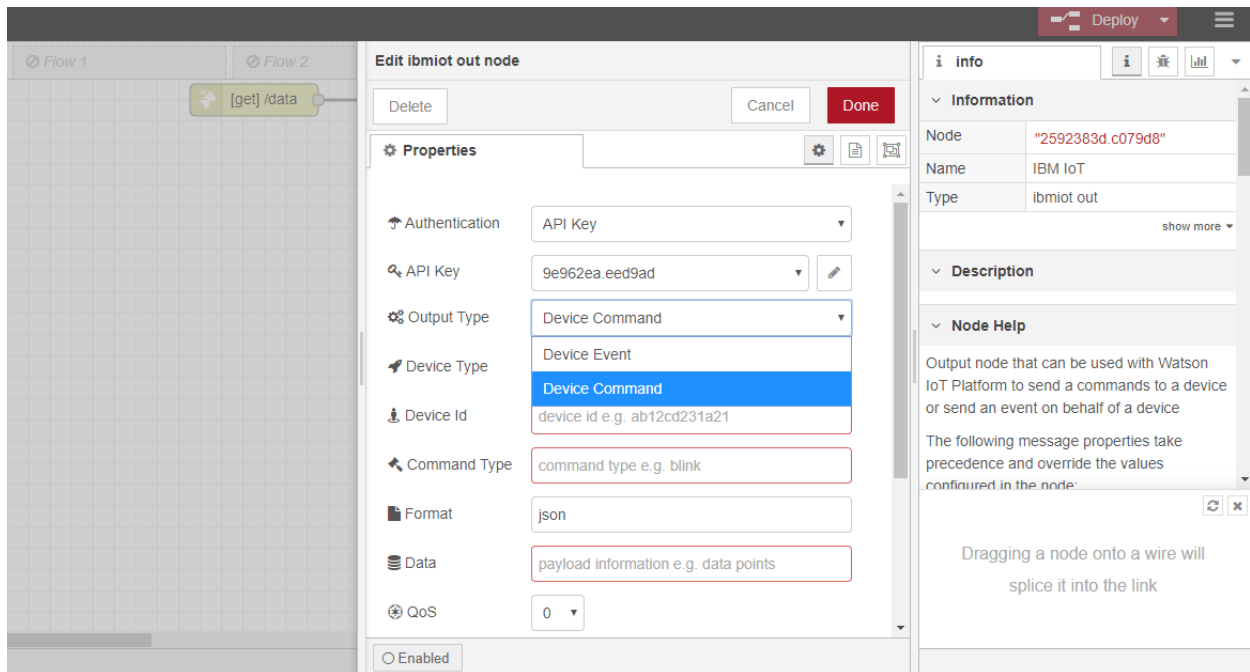 Deploy
Flow 1
Flow 2
[get] /data
Edit ibmiot out node
Delete
Cancel
Done
Properties
Authentication
API Key
API Key
9e962ea.eed9ad
Output Type
Device Command
Device Event
Device Command
Device Type
Device Id
device id e.g. ab12cd231a21
Command Type
command type e.g. blink
Format
json
Data
payload information e.g. data points
QoS
0
Enabled
i info
i
Information
Node
"2592383d.c079d8"
Name
IBM IoT
Type
ibmiot out
show more
Description
Node Help
Output node that can be used with Watson
IoT Platform to send a commands to a device
or send an event on behalf of a device
The following message properties take
precedence and override the values
configured in the node:
Dragging a node onto a wire will
splice it into the link